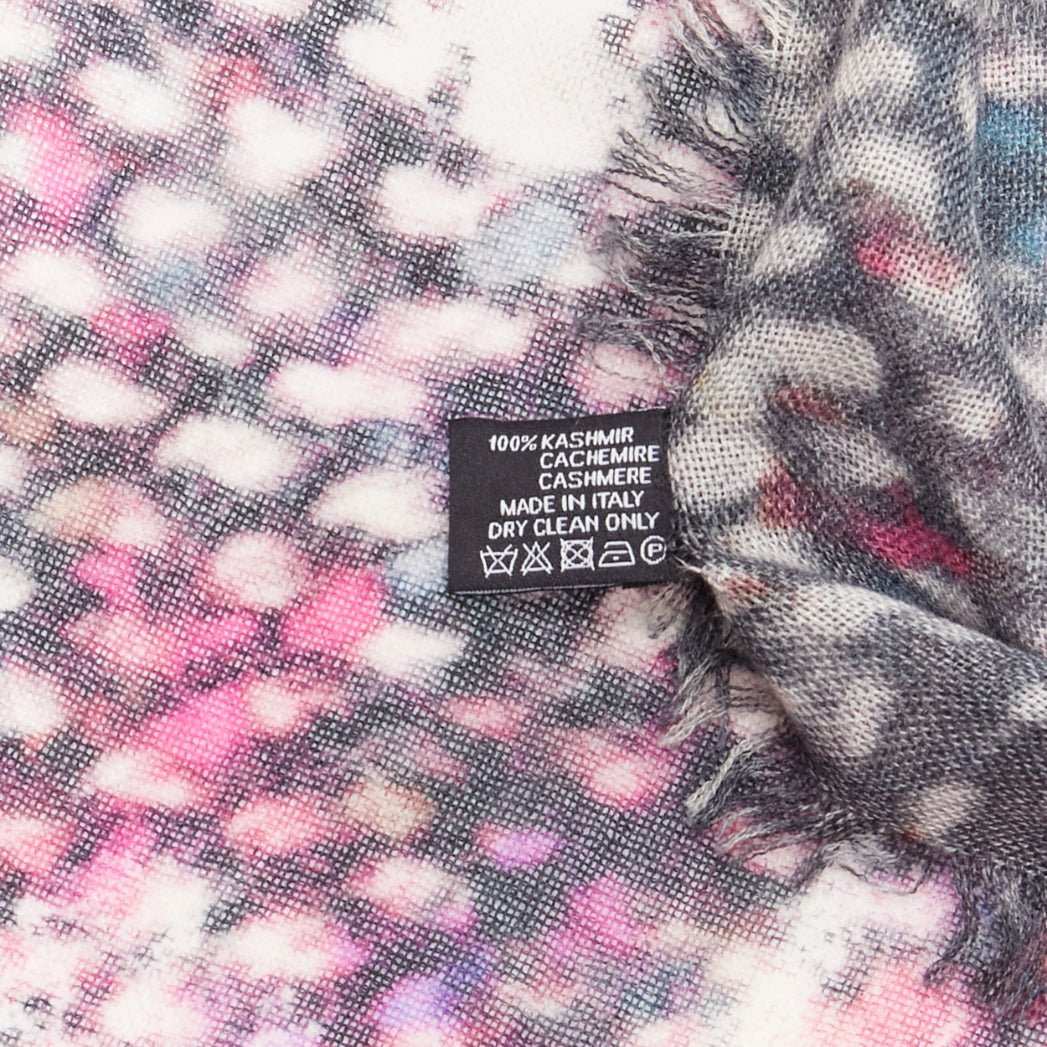 100% KASHMIR
CACHEMIRE
CASHMERE
MADE IN ITALY
DRY CLEAN ONLY
P